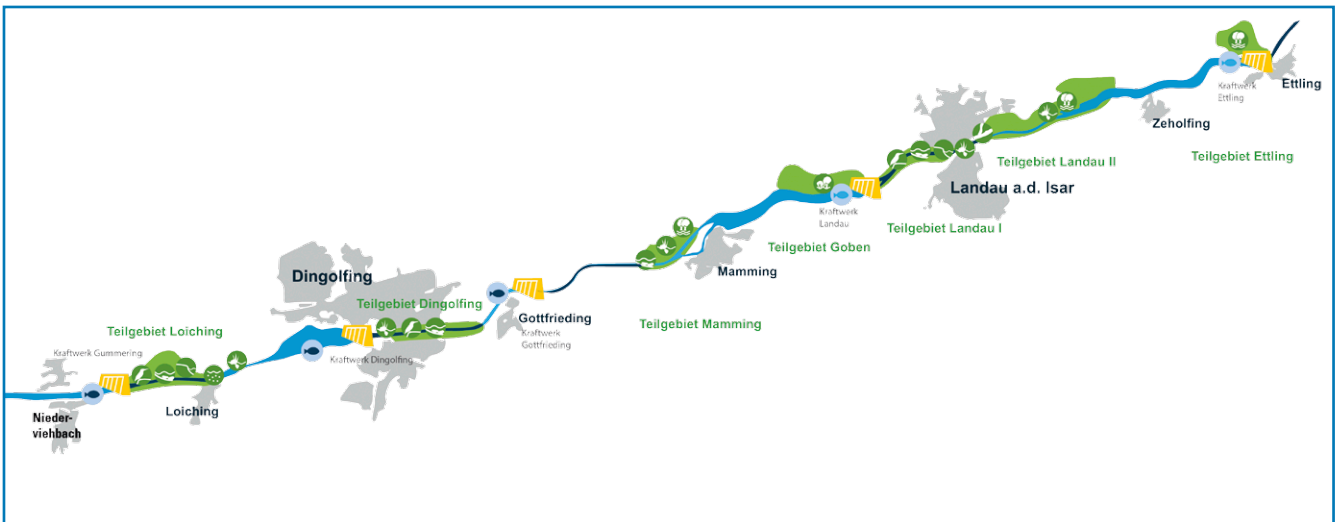 Ettling
Kraftwerk
Ettling
Zeholfing
Teilgebiet Ettling
Teilgebiet Landau II
Landau a.d. Isar
Kraftwerk
Landau
Teilgebiet Landau I
Teilgebiet Goben
Mamming
Dingolfing
Teilgebiet Dingolfing
Gottfrieding
Teilgebiet Mamming
Kraftwerk
Gottfrieding
Teilgebiet Loiching
Kraftwerk Gummering
Kraftwerk Dingolfing
Loiching
Nieder-
viehbach